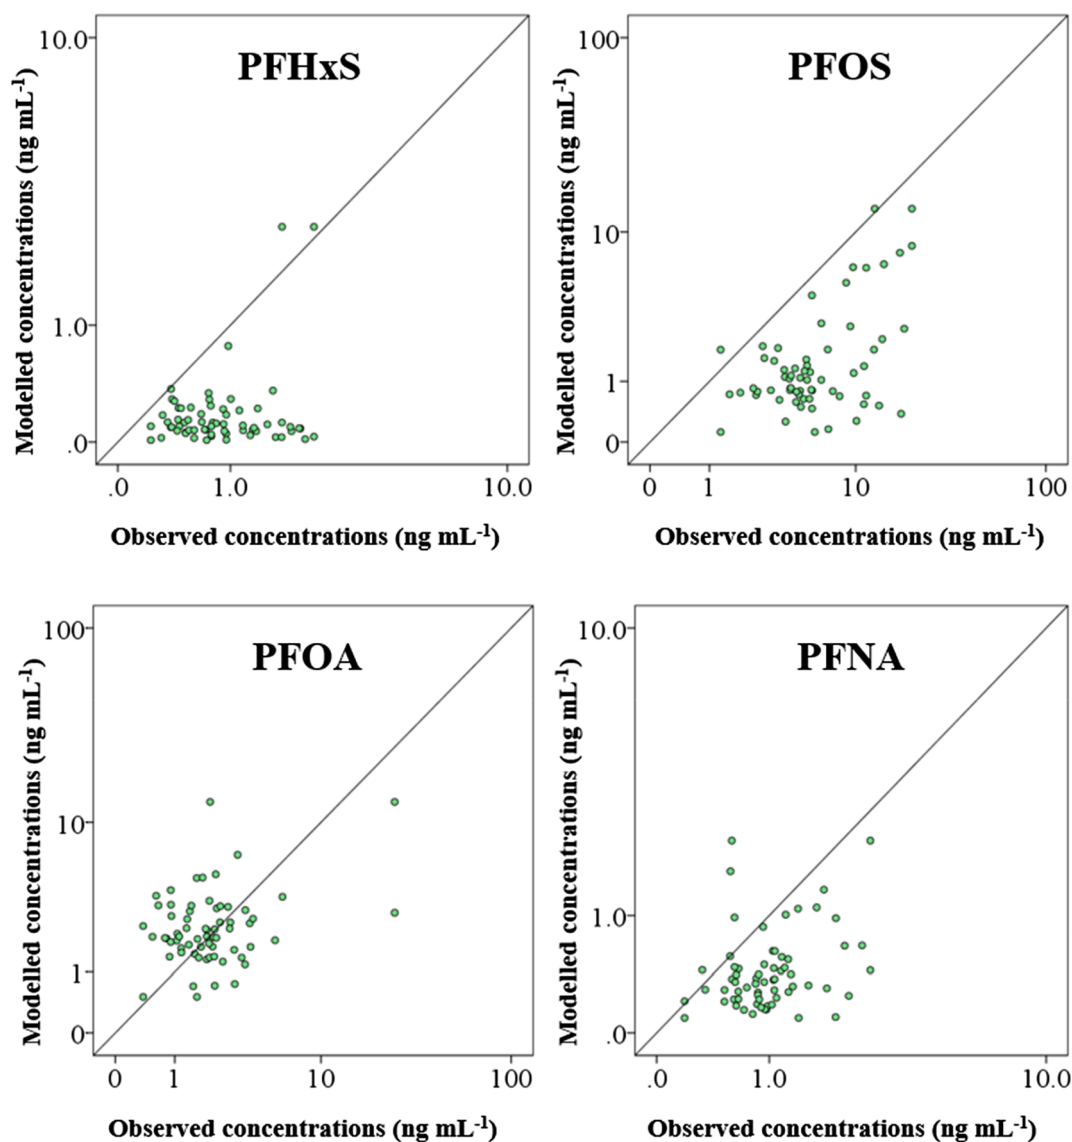 PFHxS
Modelled concentrations (ng mL-1)
10.0
1.0
.0
.0 1.0 10.0
Observed concentrations (ng mL-1)
PFOS
Modelled concentrations (ng mL-1)
100
10
1
0
0 1 10 100
Observed concentrations (ng mL-1)
PFOA
Modelled concentrations (ng mL-1)
100
10
1
0
0 1 10 100
Observed concentrations (ng mL-1)
PFNA
Modelled concentrations (ng mL-1)
10.0
1.0
.0
.0 1.0 10.0
Observed concentrations (ng mL-1)